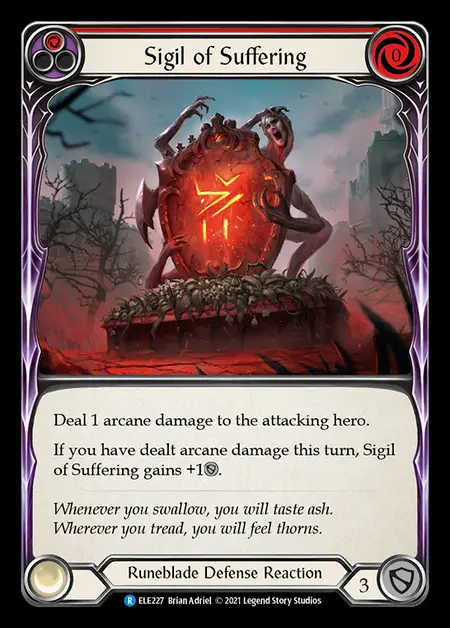 Sigil of Suffering
0
Deal 1 arcane damage to the attacking hero.
If you have dealt arcane damage this turn, Sigil
of Suffering gains +1.
Whenever you swallow, you will taste ash.
Wherever you tread, you will feel thorns.
Runeblade Defense Reaction
3
R ELE227 Brian Adriel © 2021 Legend Story Studios